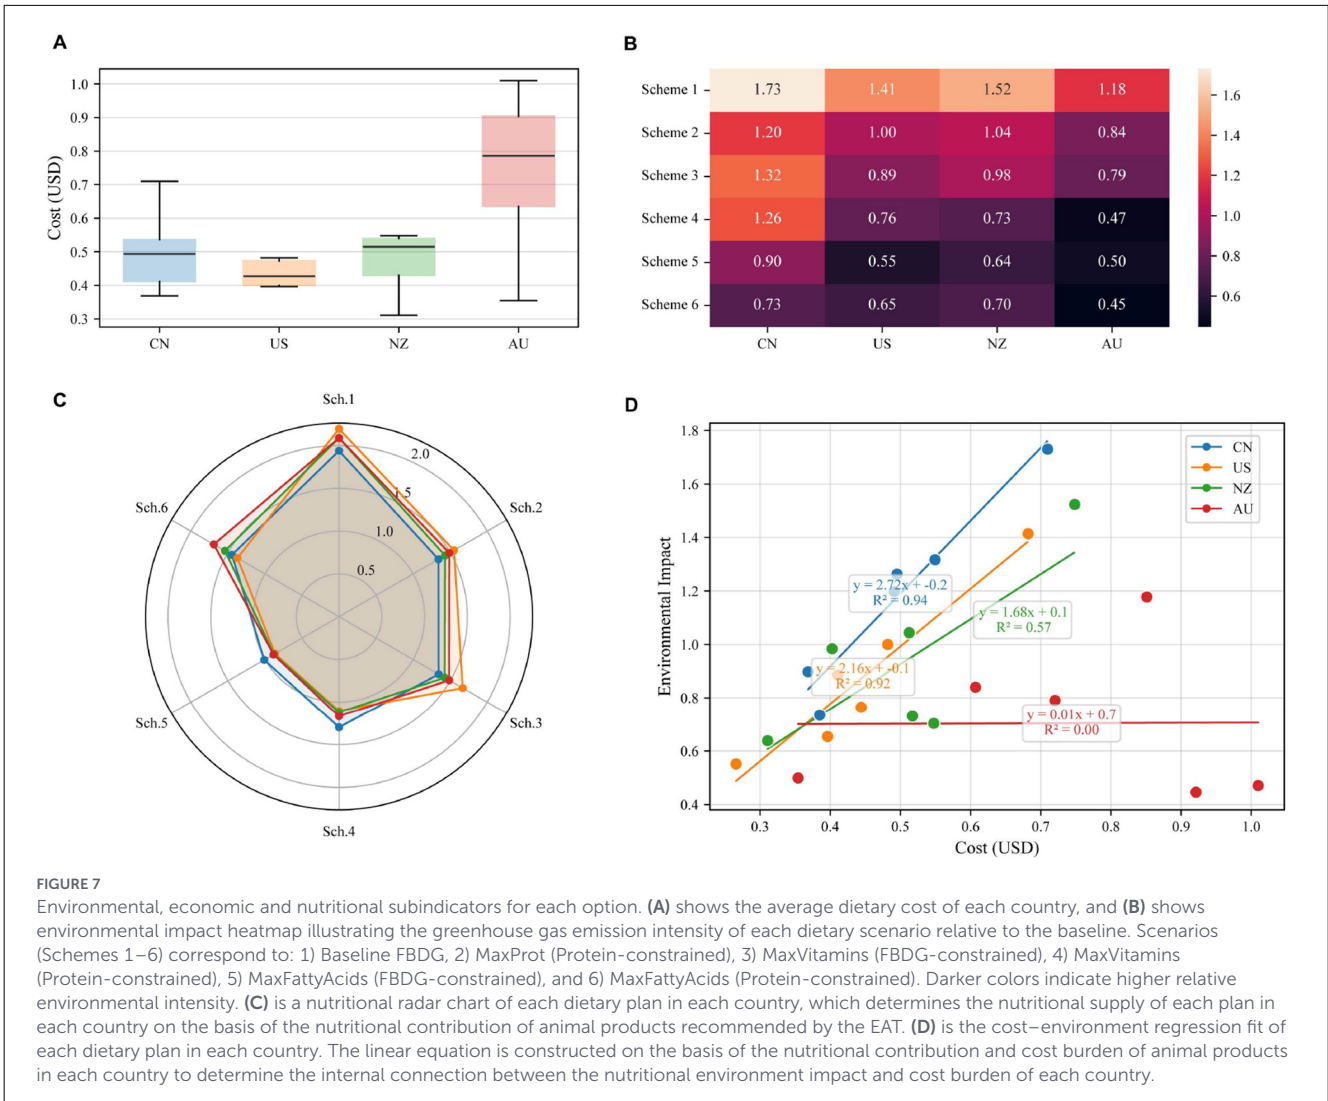 A
Cost (USD)
1.0
0.9
0.8
0.7
0.6
0.5
0.4
0.3
CN
US
NZ
AU
B
Scheme 1
1.73
1.41
1.52
1.18
Scheme 2
1.20
1.00
1.04
0.84
Scheme 3
1.32
0.89
0.98
0.79
Scheme 4
1.26
0.76
0.73
0.47
Scheme 5
0.90
0.55
0.64
0.50
Scheme 6
0.73
0.65
0.70
0.45
CN
US
NZ
AU
1.6
1.4
1.2
1.0
0.8
0.6
C
Sch.1
Sch.2
Sch.3
Sch.4
Sch.5
Sch.6
2.0
1.5
1.0
0.5
D
Environmental Impact
1.8
1.6
1.4
1.2
1.0
0.8
0.6
0.4
CN
US
NZ
AU
y = 2.72x + -0.2
R² = 0.94
y = 1.68x + 0.1
R² = 0.57
y = 2.16x + -0.1
R² = 0.92
y = 0.01x + 0.7
R² = 0.00
0.3
0.4
0.5
0.6
0.7
0.8
0.9
1.0
Cost (USD)
FIGURE 7
Environmental, economic and nutritional subindicators for each option. (A) shows the average dietary cost of each country, and (B) shows
environmental impact heatmap illustrating the greenhouse gas emission intensity of each dietary scenario relative to the baseline. Scenarios
(Schemes 1–6) correspond to: 1) Baseline FBDG, 2) MaxProt (Protein-constrained), 3) MaxVitamins (FBDG-constrained), 4) MaxVitamins
(Protein-constrained), 5) MaxFattyAcids (FBDG-constrained), and 6) MaxFattyAcids (Protein-constrained). Darker colors indicate higher relative
environmental intensity. (C) is a nutritional radar chart of each dietary plan in each country, which determines the nutritional supply of each plan in
each country on the basis of the nutritional contribution of animal products recommended by the EAT. (D) is the cost–environment regression fit of
each dietary plan in each country. The linear equation is constructed on the basis of the nutritional contribution and cost burden of animal products
in each country to determine the internal connection between the nutritional environment impact and cost burden of each country.